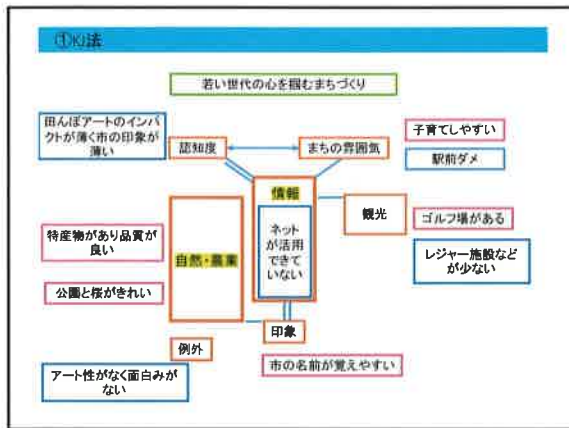 ①KJ法
若い世代の心を掴むまちづくり
田んぼアートのインパ
クトが薄く市の印象が
薄い
認知度
まちの雰囲気
子育てしやすい
駅前ダメ
情報
ネット
が活用
できて
いない
観光
ゴルフ場がある
レジャー施設など
が少ない
特産物があり品質が
良い
自然・農業
公園と桜がきれい
印象
例外
市の名前が覚えやすい
アート性がなく面白みが
ない